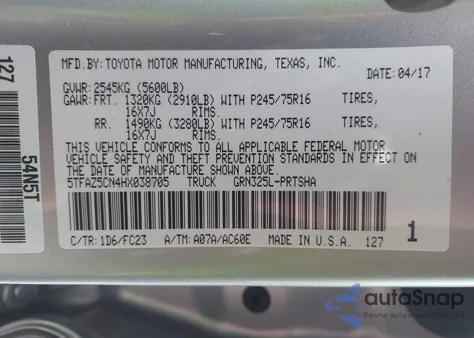 MFD.BY: TOYOTA MOTOR MANUFACTURING, TEXAS, INC.
DATE: 04/17
GVWR: 2545KG (5600LB)
GAWR: FRT. 1320KG (2910LB) WITH P245/75R16 TIRES,
16X7J RIMS.
RR. 1490KG (3280LB) WITH P245/75R16 TIRES,
16X7J RIMS.
THIS VEHICLE CONFORMS TO ALL APPLICABLE FEDERAL MOTOR
VEHICLE SAFETY AND THEFT PREVENTION STANDARDS IN EFFECT
ON THE DATE OF MANUFACTURE SHOWN ABOVE.
5TFAZ5CN4HX038705 TRUCK GRN325L-PRTSHA
C/TR: 1D6/FC23 A/TM: A07A/AC60E MADE IN U.S.A. 127 1
127
54W5T
autoSnap